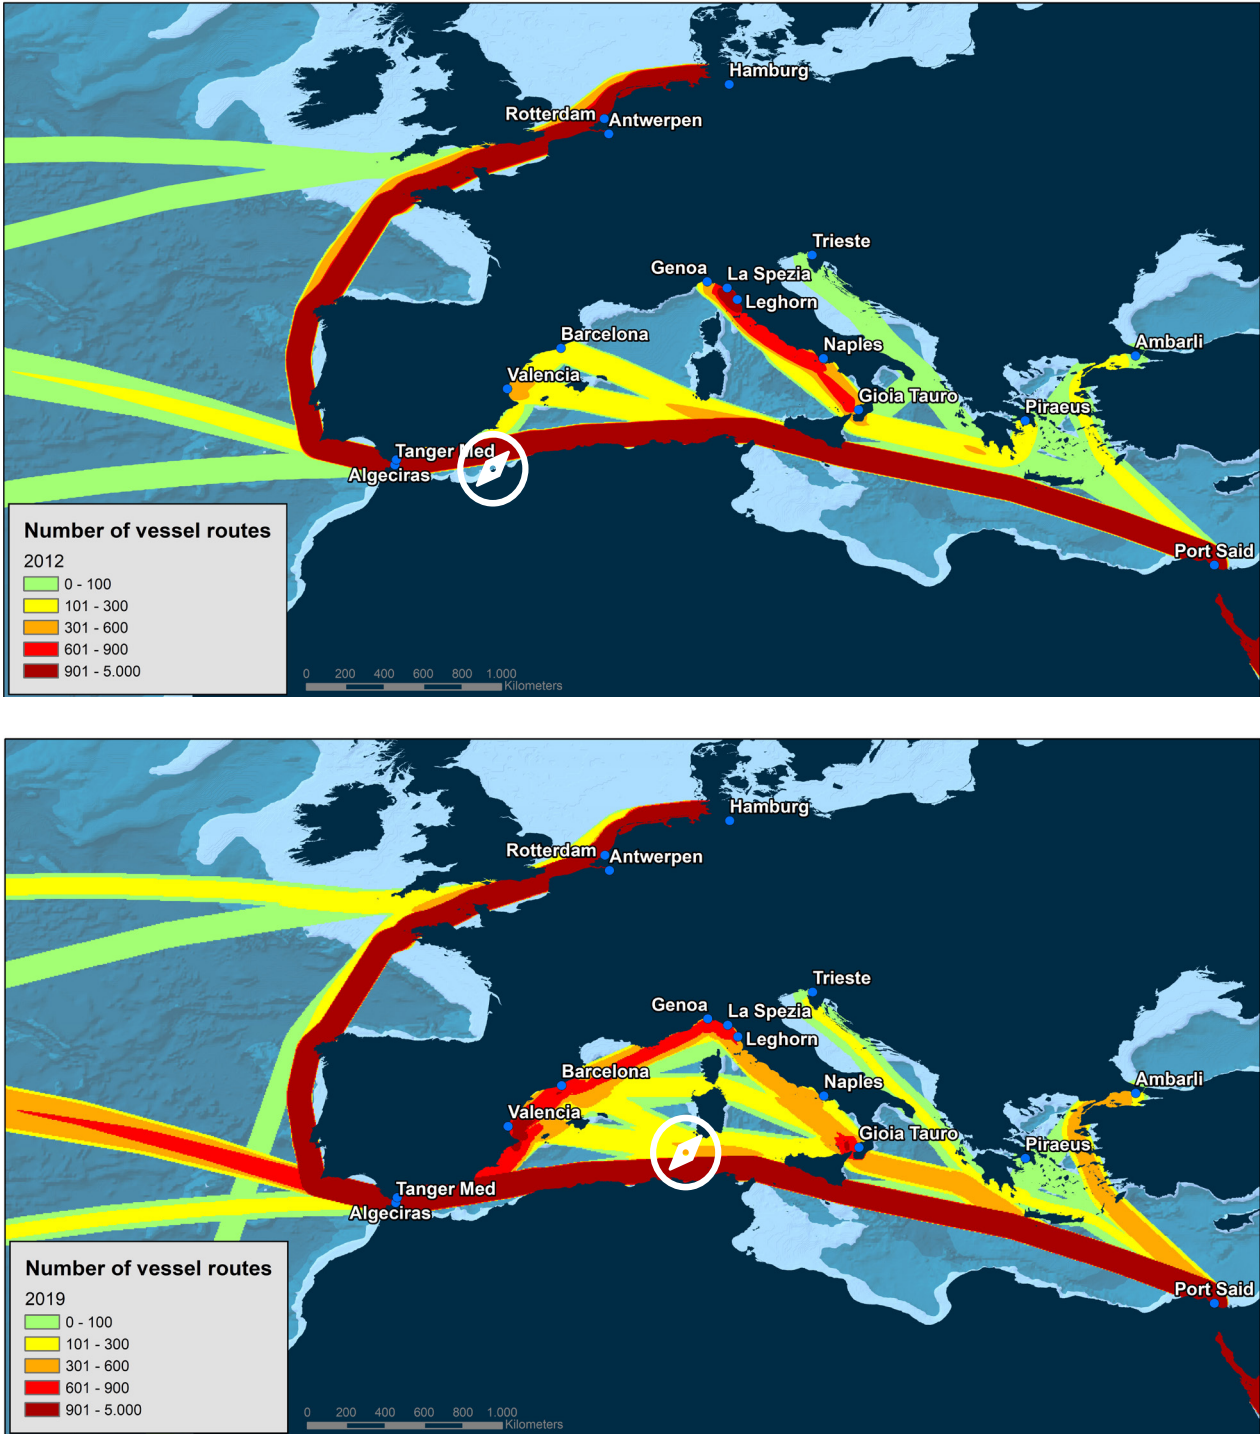 Hamburg
Rotterdam
Antwerpen
Trieste
Genoa
La Spezia
Leghorn
Barcelona
Naples
Ambarli
Valencia
Gioia Tauro
Piraeus
Tanger Med
Algeciras
Port Said
Number of vessel routes
2012
0 - 100
101 - 300
301 - 600
601 - 900
901 - 5.000
0 200 400 600 800 1.000
Kilometers
Hamburg
Rotterdam
Antwerpen
Trieste
Genoa
La Spezia
Leghorn
Barcelona
Naples
Ambarli
Valencia
Gioia Tauro
Piraeus
Tanger Med
Algeciras
Port Said
Number of vessel routes
2019
0 - 100
101 - 300
301 - 600
601 - 900
901 - 5.000
0 200 400 600 800 1.000
Kilometers